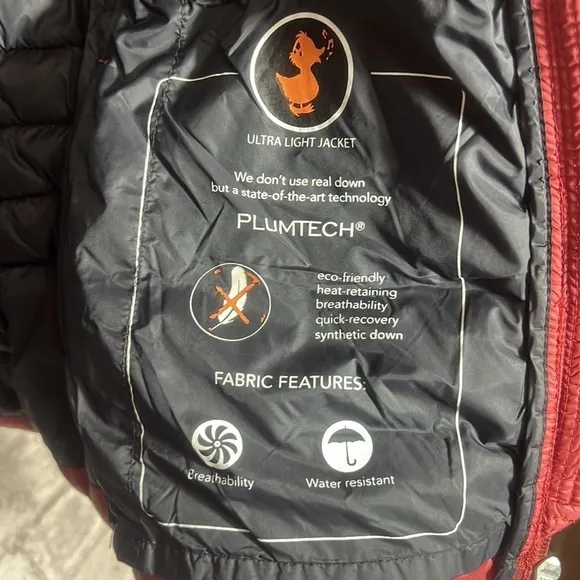 ULTRA LIGHT JACKET
We don't use real down
but a state-of-the-art technology
PLUMTECH®
eco-friendly
heat-retaining
breathability
quick-recovery
synthetic down
FABRIC FEATURES:
Breathability
Water resistant